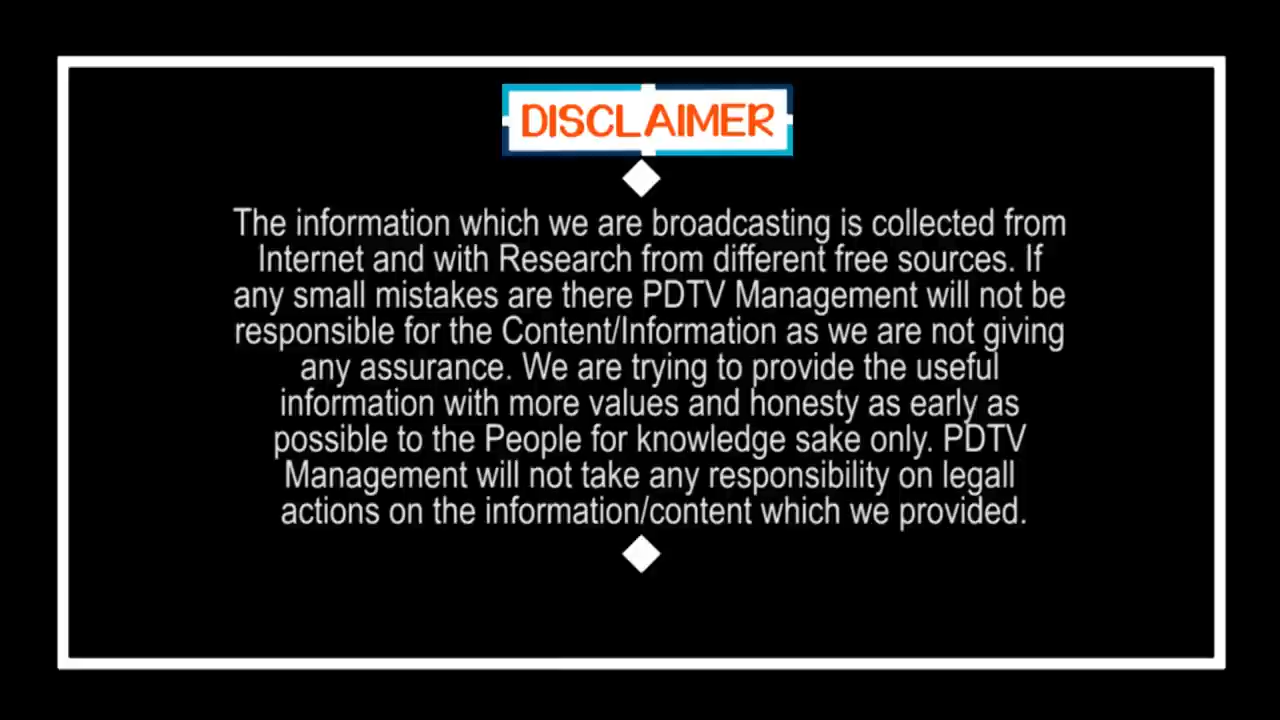 DISCLAIMER
The information which we are broadcasting is collected from
Internet and with Research from different free sources. If
any small mistakes are there PDTV Management will not be
responsible for the Content/Information as we are not giving
any assurance. We are trying to provide the useful
information with more values and honesty as early as
possible to the People for knowledge sake only. PDTV
Management will not take any responsibility on legall
actions on the information/content which we provided.